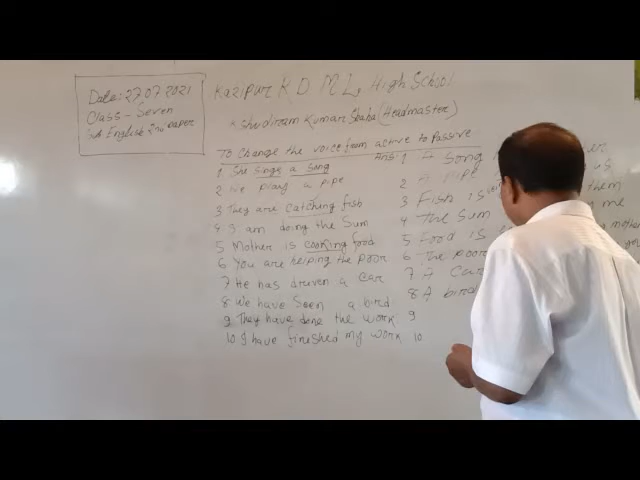 Date: 27.07.2021
Class - Seven
Sub English 2nd paper
Kazipur K D M L High School
Kshudiram Kumar Shaha (Headmaster)
To Change the voice from active to Passive
1 She sings a song
2 We play a pipe
3 They are catching fish
4 I am doing the Sum
5 Mother is cooking food
6 You are helping the poor
7 He has driven a car
8 We have seen a bird
9 They have done the work
10 I have finished my work
Ans: 1 A Song
2 A Pipe us
3 Fish is them
4 The Sum me
5 Food is
6 The poor
7 A Car
8 A bird
9
10